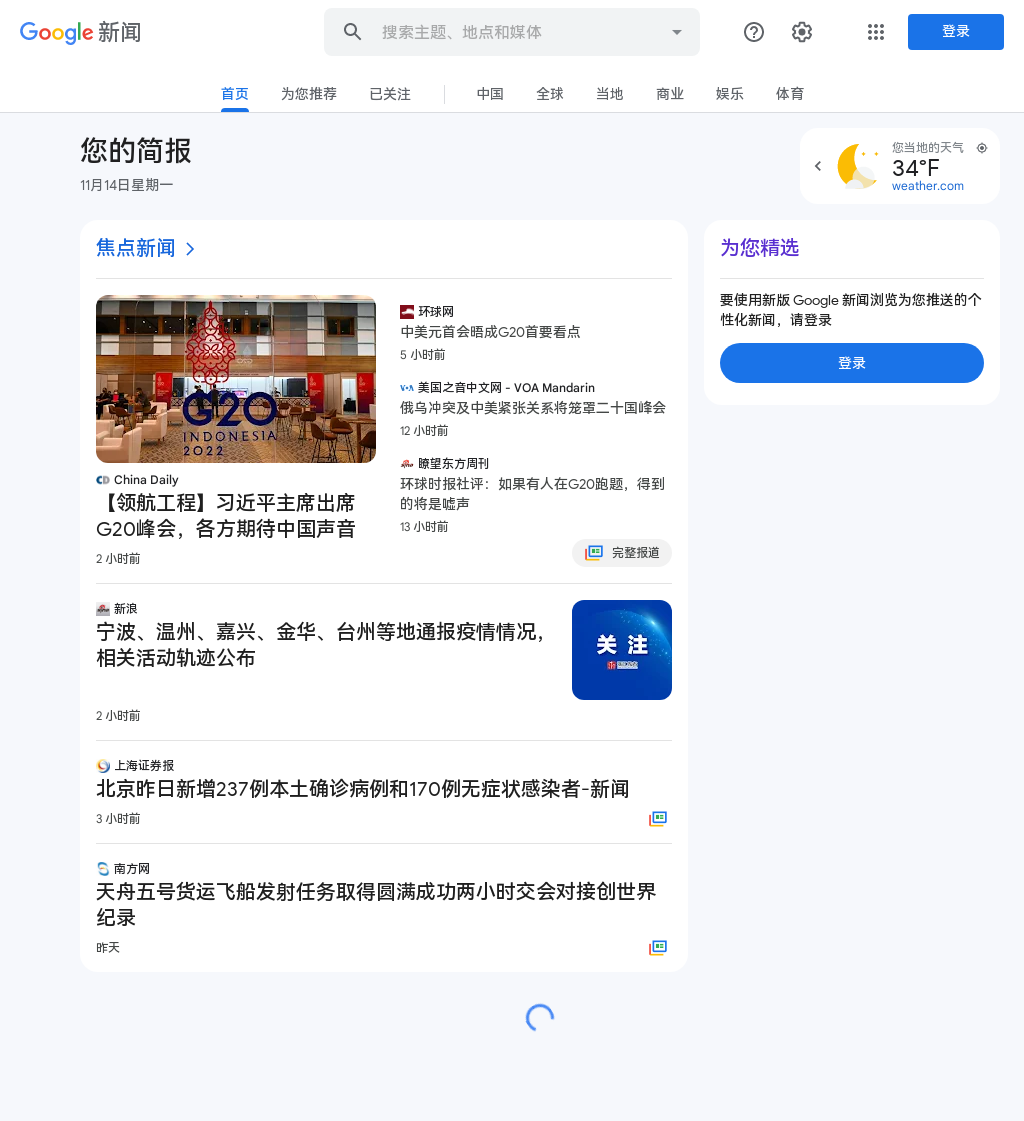 Google 新闻
搜索主题、地点和媒体
登录
首页
为您推荐
已关注
中国
全球
当地
商业
娱乐
体育
您的简报
11月14日星期一
您当地的天气
34°F
weather.com
焦点新闻
G20
INDONESIA
2022
China Daily
【领航工程】习近平主席出席
G20峰会，各方期待中国声音
2 小时前
环球网
中美元首会晤成G20首要看点
5 小时前
VOA 美国之音中文网 - VOA Mandarin
俄乌冲突及中美紧张关系将笼罩二十国峰会
12 小时前
瞭望东方周刊
环球时报社评：如果有人在G20跑题，得到
的将是嘘声
13 小时前
完整报道
新浪
宁波、温州、嘉兴、金华、台州等地通报疫情情况，
相关活动轨迹公布
2 小时前
关 注
上海证券报
北京昨日新增237例本土确诊病例和170例无症状感染者-新闻
3 小时前
南方网
天舟五号货运飞船发射任务取得圆满成功两小时交会对接创世界
纪录
昨天
为您精选
要使用新版 Google 新闻浏览为您推送的个
性化新闻，请登录
登录